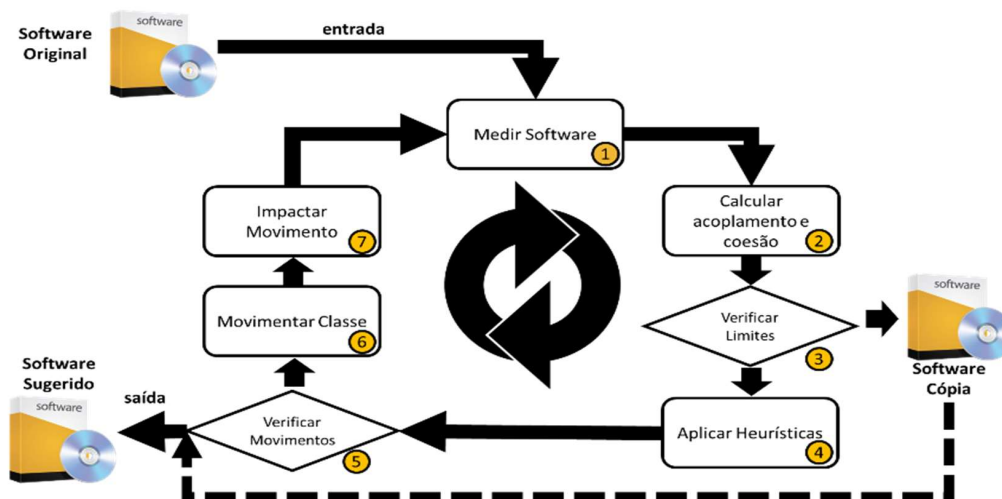 Software
Original
software
entrada
Medir Software
1
Calcular
acoplamento e
coesão
2
Verificar
Limites
3
software
Software
Cópia
Aplicar Heurísticas
4
Verificar
Movimentos
5
saída
Software
Sugerido
software
Movimentar Classe
6
Impactar
Movimento
7